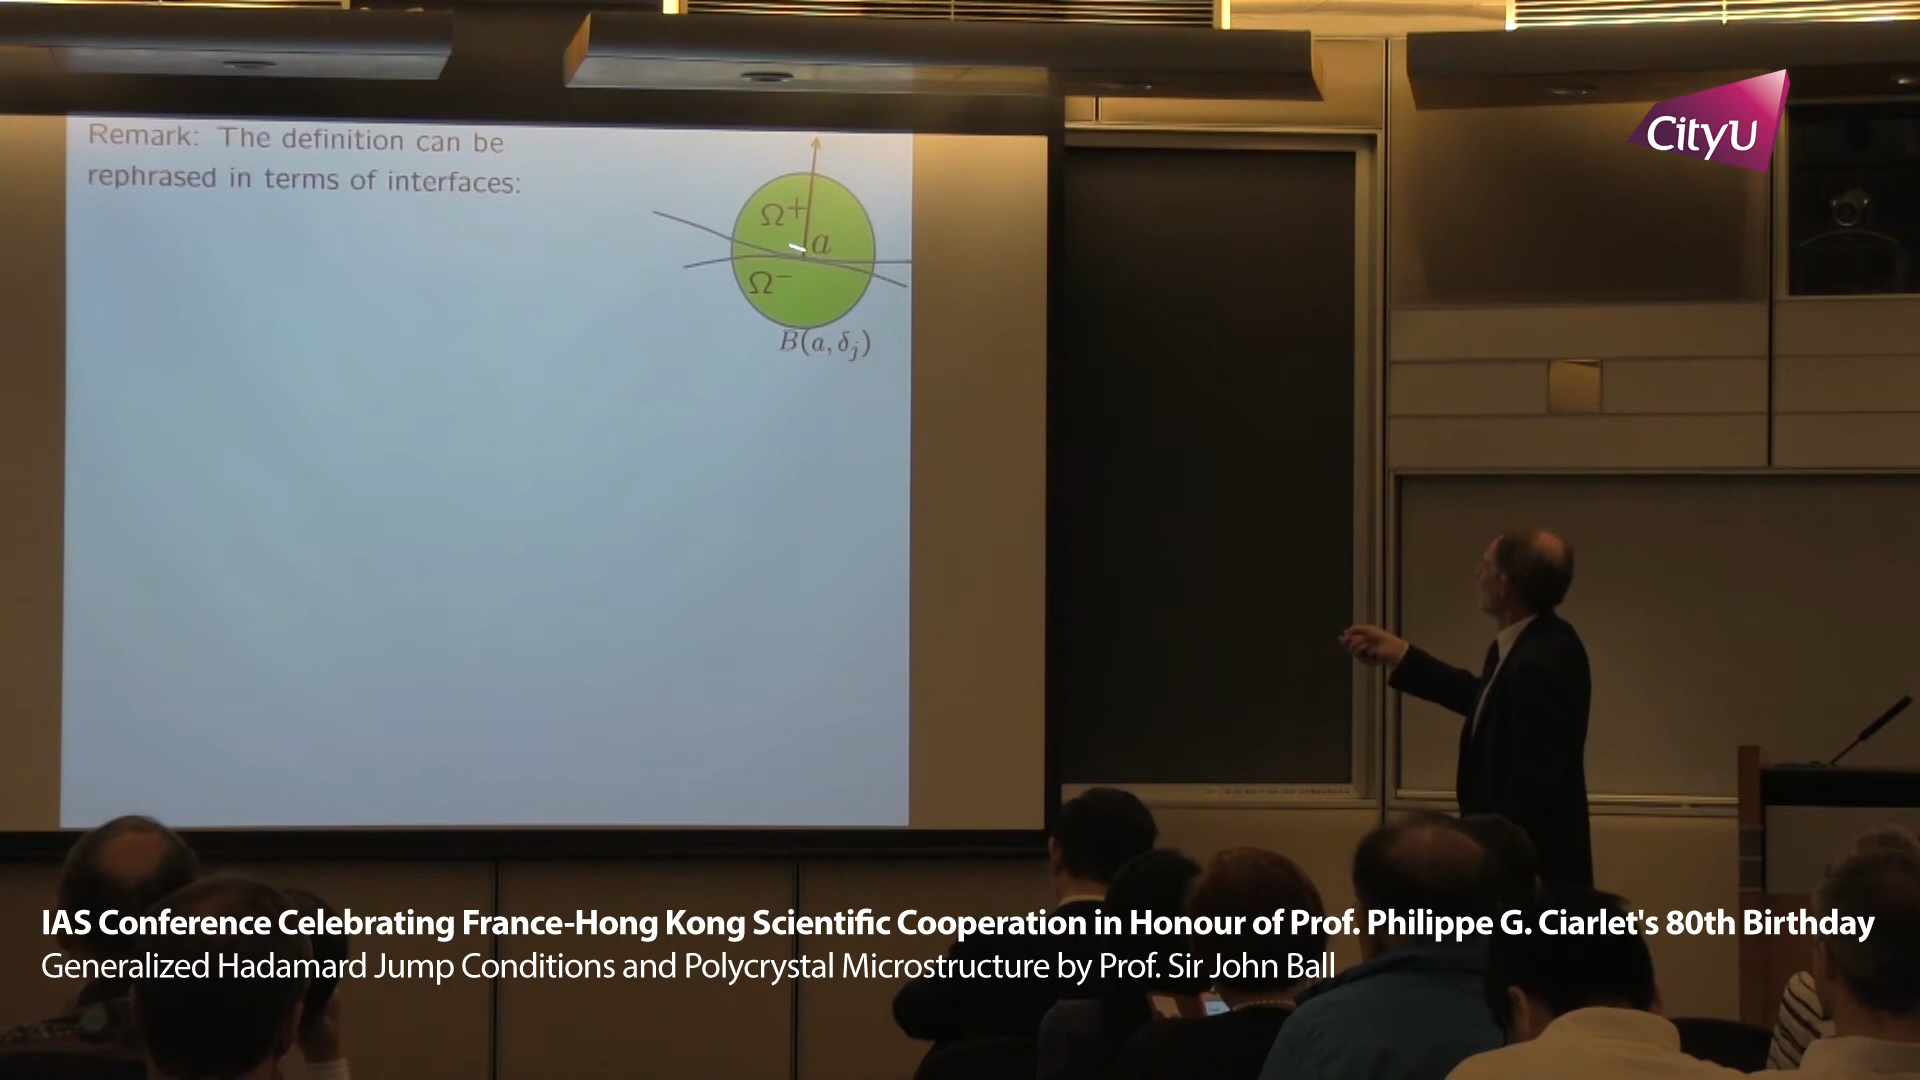 Remark: The definition can be
rephrased in terms of interfaces:
Ω+
a
Ω−
B(a, δj)
CityU
IAS Conference Celebrating France-Hong Kong Scientific Cooperation in Honour of Prof. Philippe G. Ciarlet's 80th Birthday
Generalized Hadamard Jump Conditions and Polycrystal Microstructure by Prof. Sir John Ball